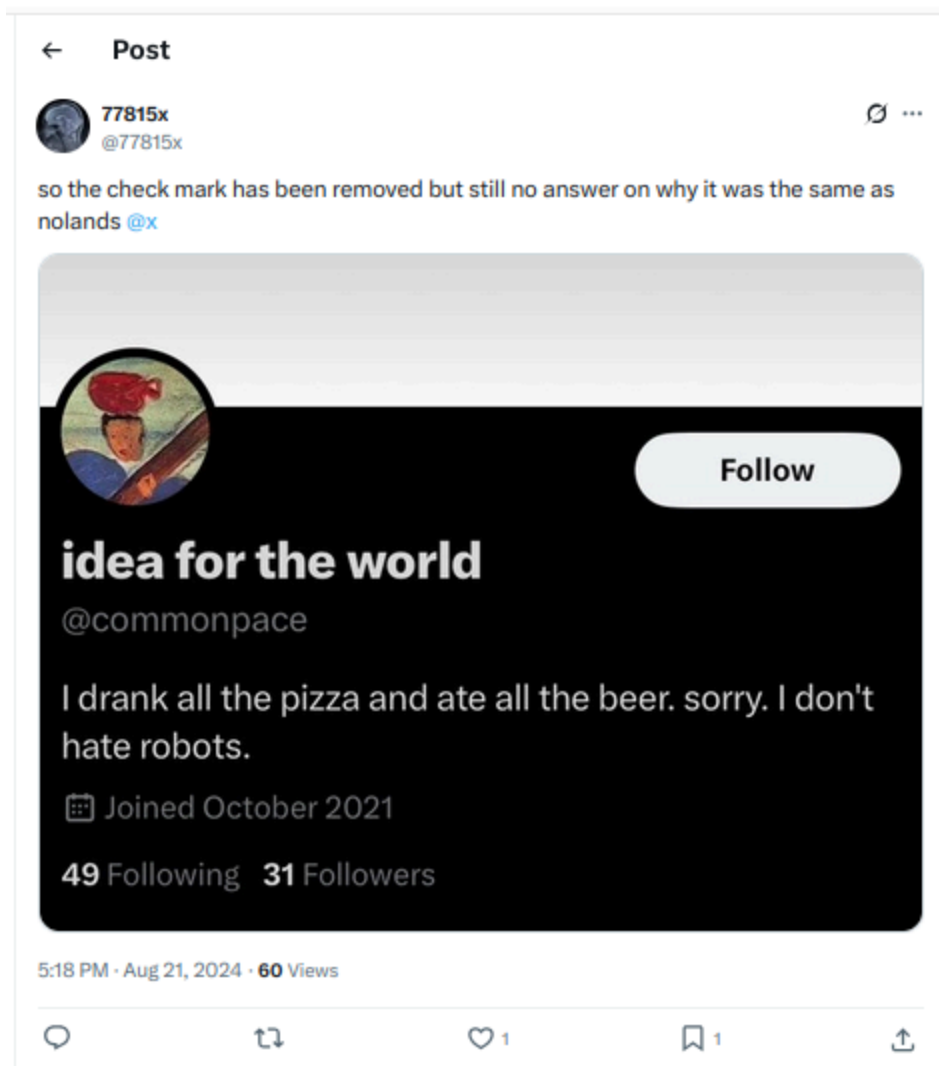 Post
77815x
@77815x
so the check mark has been removed but still no answer on why it was the same as
nolands @x
Follow
idea for the world
@commonpace
I drank all the pizza and ate all the beer. sorry. I don't
hate robots.
Joined October 2021
49 Following 31 Followers
5:18 PM · Aug 21, 2024 · 60 Views
1 1